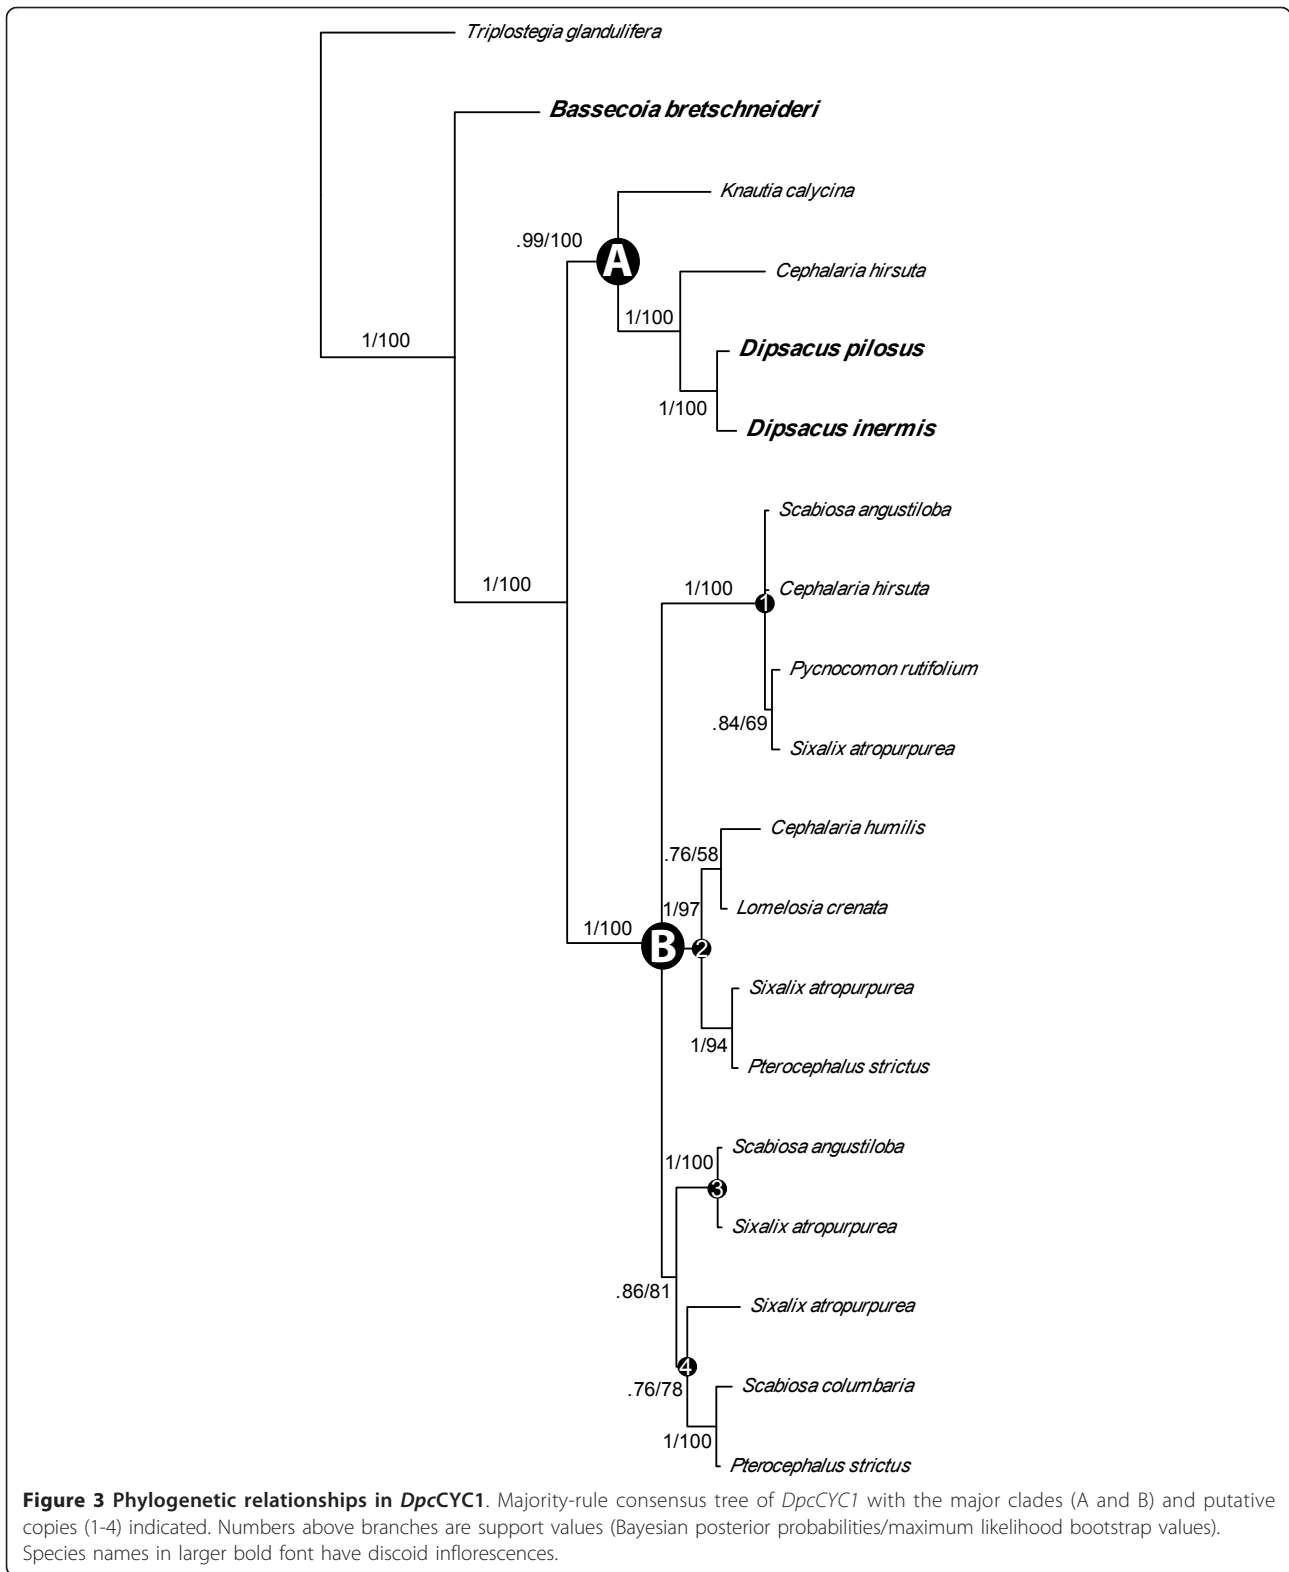 Triplostegia glandulifera
Bassecoia bretschneideri
Knautia calycina
.99/100
A
Cephalaria hirsuta
1/100
1/100
Dipsacus pilosus
1/100
Dipsacus inermis
Scabiosa angustiloba
1/100
1/100
Cephalaria hirsuta
1
Pycnocomon rutifolium
.84/69
Sixalix atropurpurea
Cephalaria humilis
.76/58
1/97
Lomelosia crenata
1/100
B
2
Sixalix atropurpurea
1/94
Pterocephalus strictus
Scabiosa angustiloba
1/100
3
Sixalix atropurpurea
.86/81
Sixalix atropurpurea
4
.76/78
Scabiosa columbaria
1/100
Pterocephalus strictus
Figure 3 Phylogenetic relationships in DpcCYC1. Majority-rule consensus tree of DpcCYC1 with the major clades (A and B) and putative
copies (1-4) indicated. Numbers above branches are support values (Bayesian posterior probabilities/maximum likelihood bootstrap values).
Species names in larger bold font have discoid inflorescences.